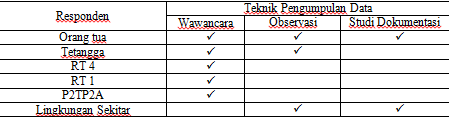 Responden Teknik Pengumpulan Data
Wawancara Observasi Studi Dokumentasi
Orang tua ✓ ✓ ✓
Tetangga ✓ ✓
RT 4 ✓
RT 1 ✓
P2TP2A ✓
Lingkungan Sekitar ✓ ✓